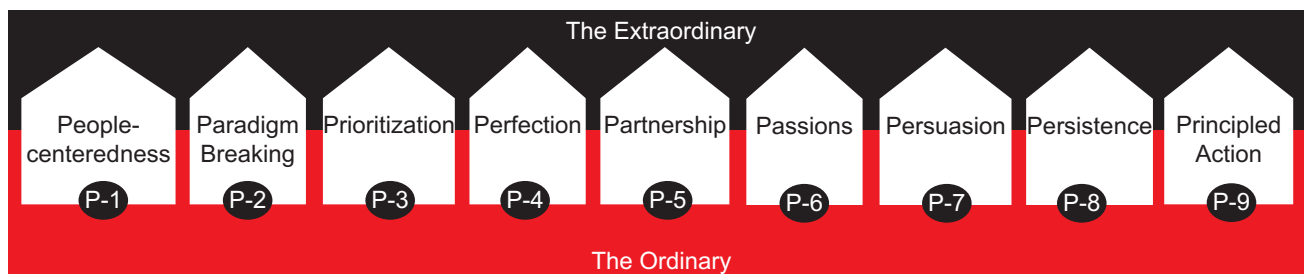 The Extraordinary
People-
centeredness
Paradigm
Breaking
Prioritization
Perfection
Partnership
Passions
Persuasion
Persistence
Principled
Action
P-1
P-2
P-3
P-4
P-5
P-6
P-7
P-8
P-9
The Ordinary